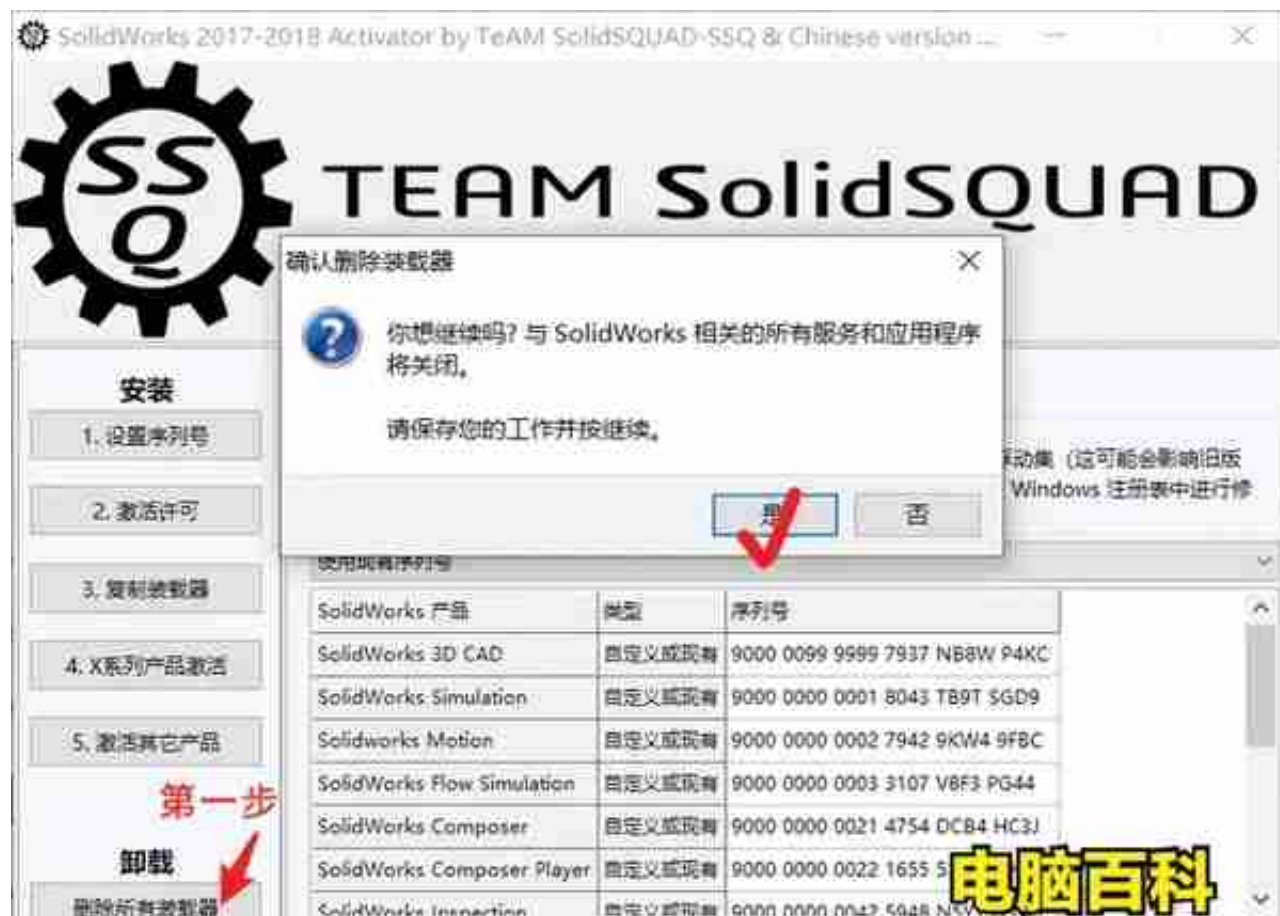 SolidWorks 2017-2018 Activator by TeAM SolidSQUAD-SSQ & Chinese version ...
SSQ
TEAM SolidSQUAD
确认删除装载器
你想继续吗? 与 SolidWorks 相关的所有服务和应用程序
将关闭。
请保存您的工作并按继续。
是
否
安装
1. 设置序列号
2. 激活许可
3. 复制装载器
4. X系列产品激活
5. 激活其它产品
第一步
卸载
删除所有装载器
动集 (这可能会影响旧版
Windows 注册表中进行修
使用现有序列号
SolidWorks 产品 类型 序列号
SolidWorks 3D CAD 自定义或现有 9000 0099 9999 7937 NB8W P4KC
SolidWorks Simulation 自定义或现有 9000 0000 0001 8043 TB9T SGD9
Solidworks Motion 自定义或现有 9000 0000 0002 7942 9KW4 9FBC
SolidWorks Flow Simulation 自定义或现有 9000 0000 0003 3107 V8F3 PG44
SolidWorks Composer 自定义或现有 9000 0000 0021 4754 DCB4 HC3J
SolidWorks Composer Player 自定义或现有 9000 0000 0022 1655
SolidWorks Inspection 自定义或现有 9000 0000 0042 5948
电脑百科